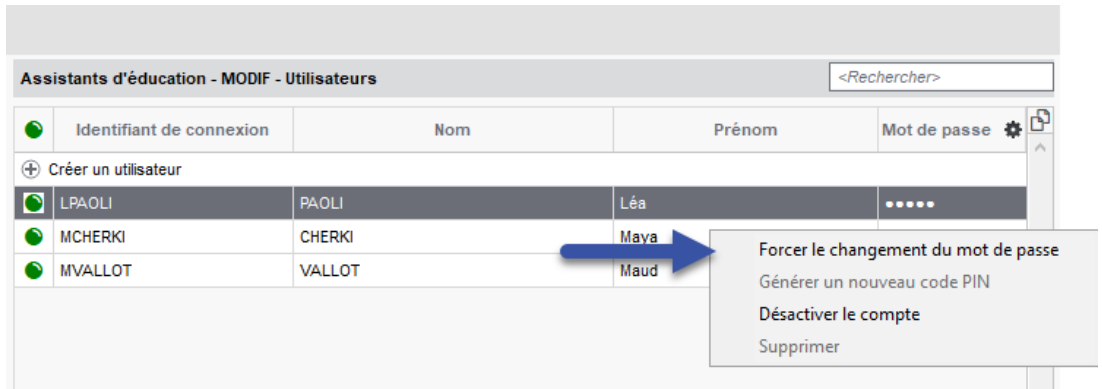 Assistants d'éducation - MODIF - Utilisateurs
<Rechercher>
Identifiant de connexion Nom Prénom Mot de passe
Créer un utilisateur
LPAOLI PAOLI Léa •••••
MCHERKI CHERKI Maya
MVALLOT VALLOT Maud
Forcer le changement du mot de passe
Générer un nouveau code PIN
Désactiver le compte
Supprimer